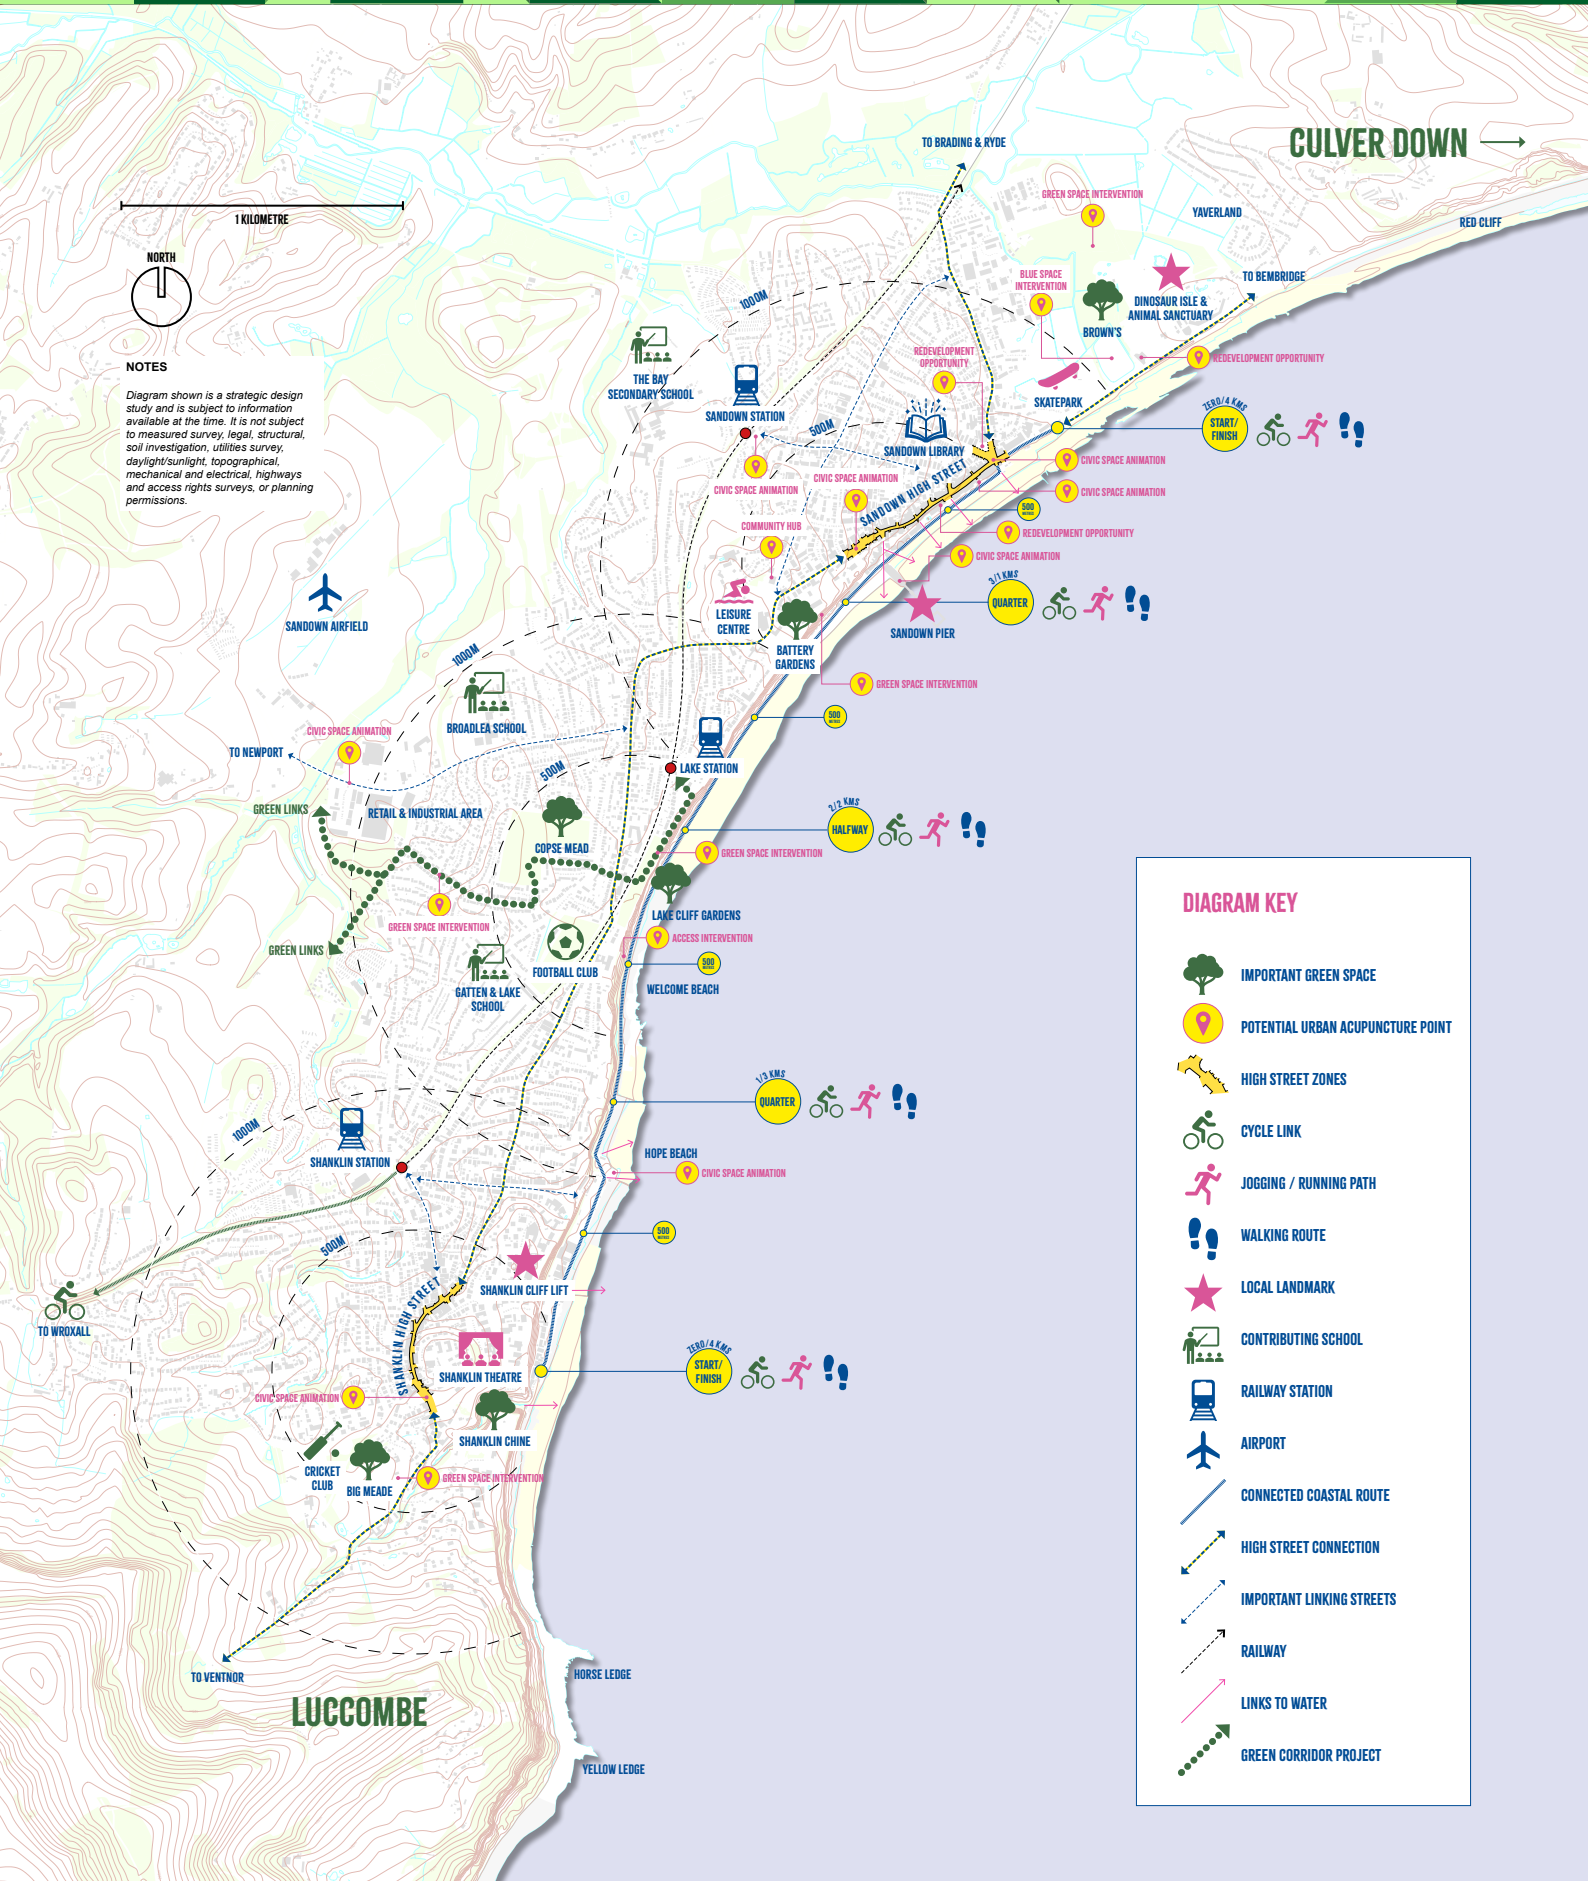 TO BRADING & RYDE
CULVER DOWN
GREEN SPACE INTERVENTION
YAVERLAND
RED CLIFF
1 KILOMETRE
NORTH
NOTES
Diagram shown is a strategic design
study and is subject to information
available at the time. It is not subject
to measured survey, legal, structural,
soil investigation, utilities survey,
daylight/sunlight, topographical,
mechanical and electrical, highways
and access rights surveys, or planning
permissions.
BLUE SPACE
INTERVENTION
TO BEMBRIDGE
DINOSAUR ISLE &
ANIMAL SANCTUARY
BROWN'S
1000M
REDEVELOPMENT
OPPORTUNITY
REDEVELOPMENT OPPORTUNITY
THE BAY
SECONDARY SCHOOL
SANDOWN STATION
SKATEPARK
ZERO/4 KMS
START/
FINISH
500M
SANDOWN LIBRARY
CIVIC SPACE ANIMATION
CIVIC SPACE ANIMATION
CIVIC SPACE ANIMATION
CIVIC SPACE ANIMATION
SANDOWN HIGH STREET
500
METRES
COMMUNITY HUB
REDEVELOPMENT OPPORTUNITY
CIVIC SPACE ANIMATION
3/1 KMS
QUARTER
LEISURE
CENTRE
SANDOWN PIER
SANDOWN AIRFIELD
BATTERY
GARDENS
1000M
GREEN SPACE INTERVENTION
500
METRES
BROADLEA SCHOOL
CIVIC SPACE ANIMATION
TO NEWPORT
LAKE STATION
500M
GREEN LINKS
RETAIL & INDUSTRIAL AREA
2/2 KMS
HALFWAY
COPSE MEAD
GREEN SPACE INTERVENTION
LAKE CLIFF GARDENS
GREEN SPACE INTERVENTION
ACCESS INTERVENTION
GREEN LINKS
500
METRES
FOOTBALL CLUB
GATTEN & LAKE
SCHOOL
WELCOME BEACH
1/3 KMS
QUARTER
1000M
HOPE BEACH
SHANKLIN STATION
CIVIC SPACE ANIMATION
500
METRES
500M
SHANKLIN CLIFF LIFT
TO WROXALL
SHANKLIN HIGH STREET
ZERO/4 KMS
START/
FINISH
SHANKLIN THEATRE
CIVIC SPACE ANIMATION
SHANKLIN CHINE
CRICKET
CLUB
BIG MEADE
GREEN SPACE INTERVENTION
TO VENTNOR
LUCCOMBE
HORSE LEDGE
YELLOW LEDGE
DIAGRAM KEY
IMPORTANT GREEN SPACE
POTENTIAL URBAN ACUPUNCTURE POINT
HIGH STREET ZONES
CYCLE LINK
JOGGING / RUNNING PATH
WALKING ROUTE
LOCAL LANDMARK
CONTRIBUTING SCHOOL
RAILWAY STATION
AIRPORT
CONNECTED COASTAL ROUTE
HIGH STREET CONNECTION
IMPORTANT LINKING STREETS
RAILWAY
LINKS TO WATER
GREEN CORRIDOR PROJECT